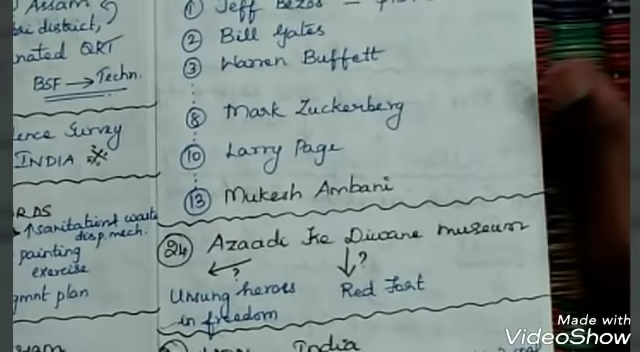 Assam
district,
nated QRT
BSF → Techn.
ence Survey
INDIA
RDS
↑ sanitation & waste
disp. mech.
painting
exercise
gmnt plan
① Jeff Bezos –
② Bill Gates
③ Warren Buffett
⑧ Mark Zuckerberg
⑩ Larry Page
⑬ Mukesh Ambani
㉔ Azaadi Ke Diwane museum
? ?
Unsung heroes Red Fort
in freedom
India
Made with
VideoShow